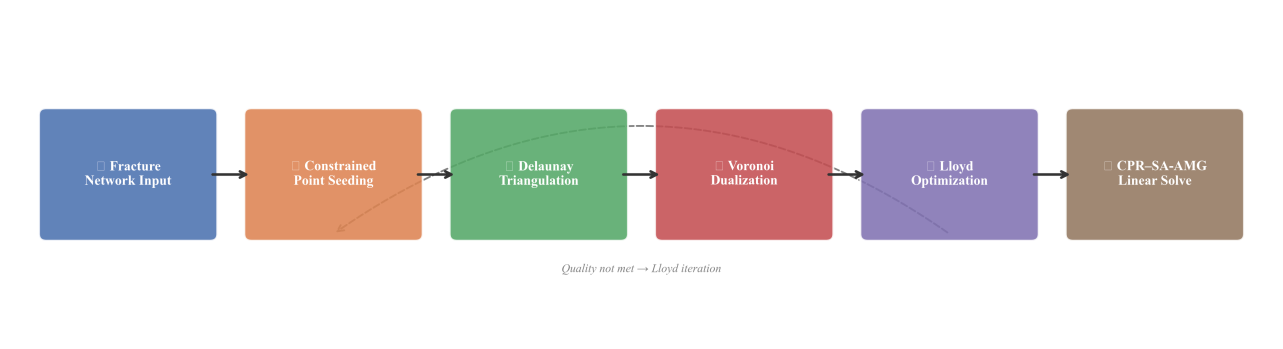 Fracture
Network Input
Constrained
Point Seeding
Delaunay
Triangulation
Voronoi
Dualization
Lloyd
Optimization
CPR–SA-AMG
Linear Solve
Quality not met → Lloyd iteration